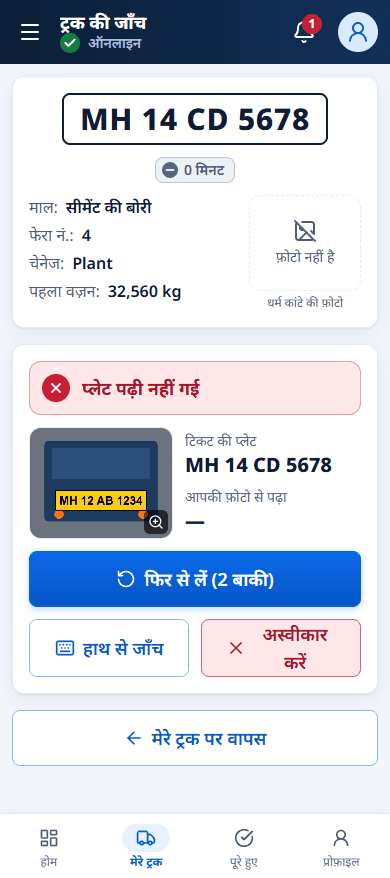 ट्रक की जाँच
ऑनलाइन
1
MH 14 CD 5678
0 मिनट
माल: सीमेंट की बोरी
फेरा नं.: 4
चेनेज: Plant
पहला वज़न: 32,560 kg
फ़ोटो नहीं है
धर्म कांटे की फ़ोटो
प्लेट पढ़ी नहीं गई
MH 12 AB 1234
टिकट की प्लेट
MH 14 CD 5678
आपकी फ़ोटो से पढ़ा
—
फिर से लें (2 बाकी)
हाथ से जाँच
अस्वीकार
करें
मेरे ट्रक पर वापस
होम
मेरे ट्रक
पूरे हुए
प्रोफ़ाइल